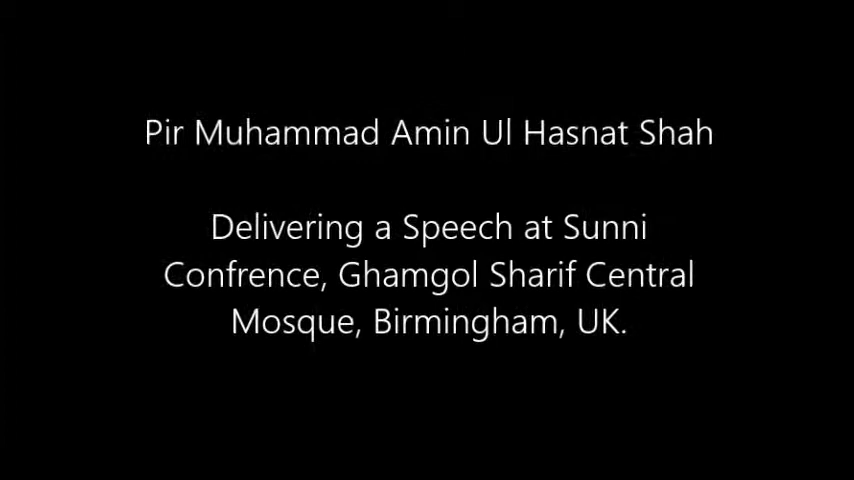 Pir Muhammad Amin Ul Hasnat Shah
Delivering a Speech at Sunni
Confrence, Ghamgol Sharif Central
Mosque, Birmingham, UK.